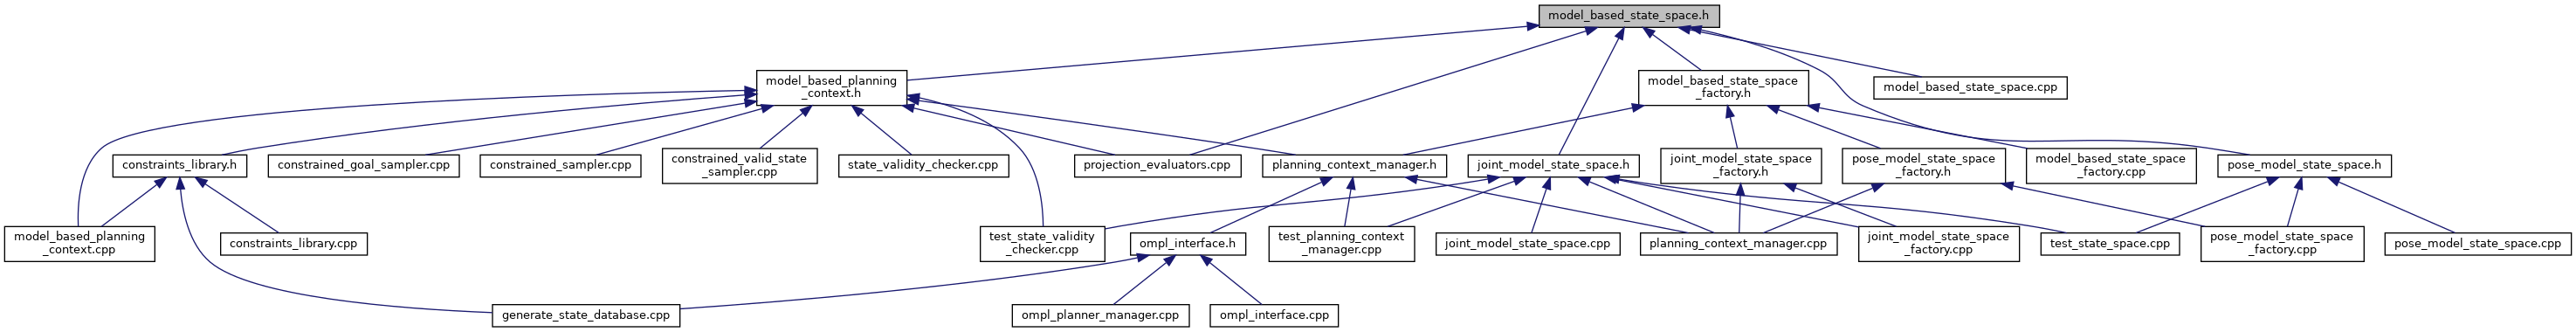 model_based_state_space.h
model_based_planning
_context.h
model_based_state_space
_factory.h
model_based_state_space.cpp
constraints_library.h
constrained_goal_sampler.cpp
constrained_sampler.cpp
constrained_valid_state
_sampler.cpp
state_validity_checker.cpp
projection_evaluators.cpp
planning_context_manager.h
joint_model_state_space.h
joint_model_state_space
_factory.h
pose_model_state_space
_factory.h
model_based_state_space
_factory.cpp
pose_model_state_space.h
model_based_planning
_context.cpp
constraints_library.cpp
test_state_validity
_checker.cpp
ompl_interface.h
test_planning_context
_manager.cpp
joint_model_state_space.cpp
planning_context_manager.cpp
joint_model_state_space
_factory.cpp
test_state_space.cpp
pose_model_state_space
_factory.cpp
pose_model_state_space.cpp
generate_state_database.cpp
ompl_planner_manager.cpp
ompl_interface.cpp